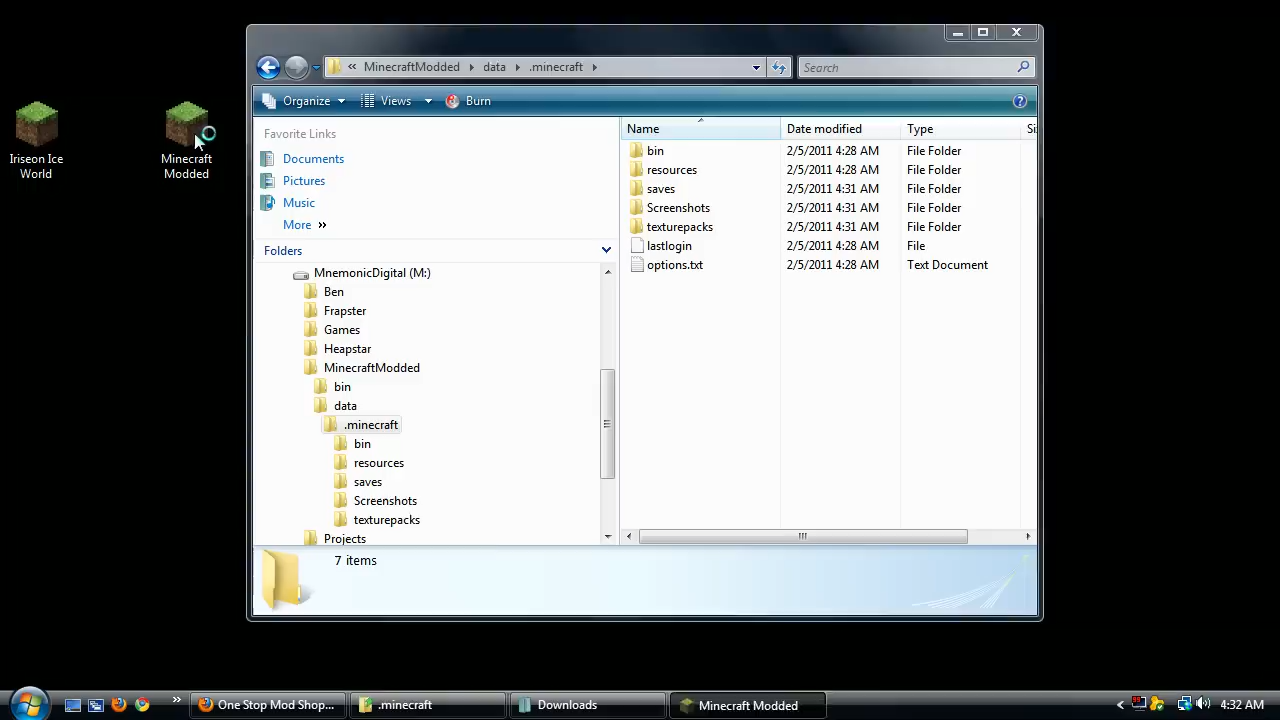 MinecraftModded data .minecraft Search
Organize Views Burn
Iriseon Ice World
Minecraft Modded
Favorite Links
Documents
Pictures
Music
More »
Folders
MnemonicDigital (M:)
Ben
Frapster
Games
Heapstar
MinecraftModded
bin
data
.minecraft
bin
resources
saves
Screenshots
texturepacks
Projects
Name Date modified Type Si
bin 2/5/2011 4:28 AM File Folder
resources 2/5/2011 4:28 AM File Folder
saves 2/5/2011 4:31 AM File Folder
Screenshots 2/5/2011 4:31 AM File Folder
texturepacks 2/5/2011 4:31 AM File Folder
lastlogin 2/5/2011 4:28 AM File
options.txt 2/5/2011 4:28 AM Text Document
7 items
One Stop Mod Shop... .minecraft Downloads Minecraft Modded 4:32 AM